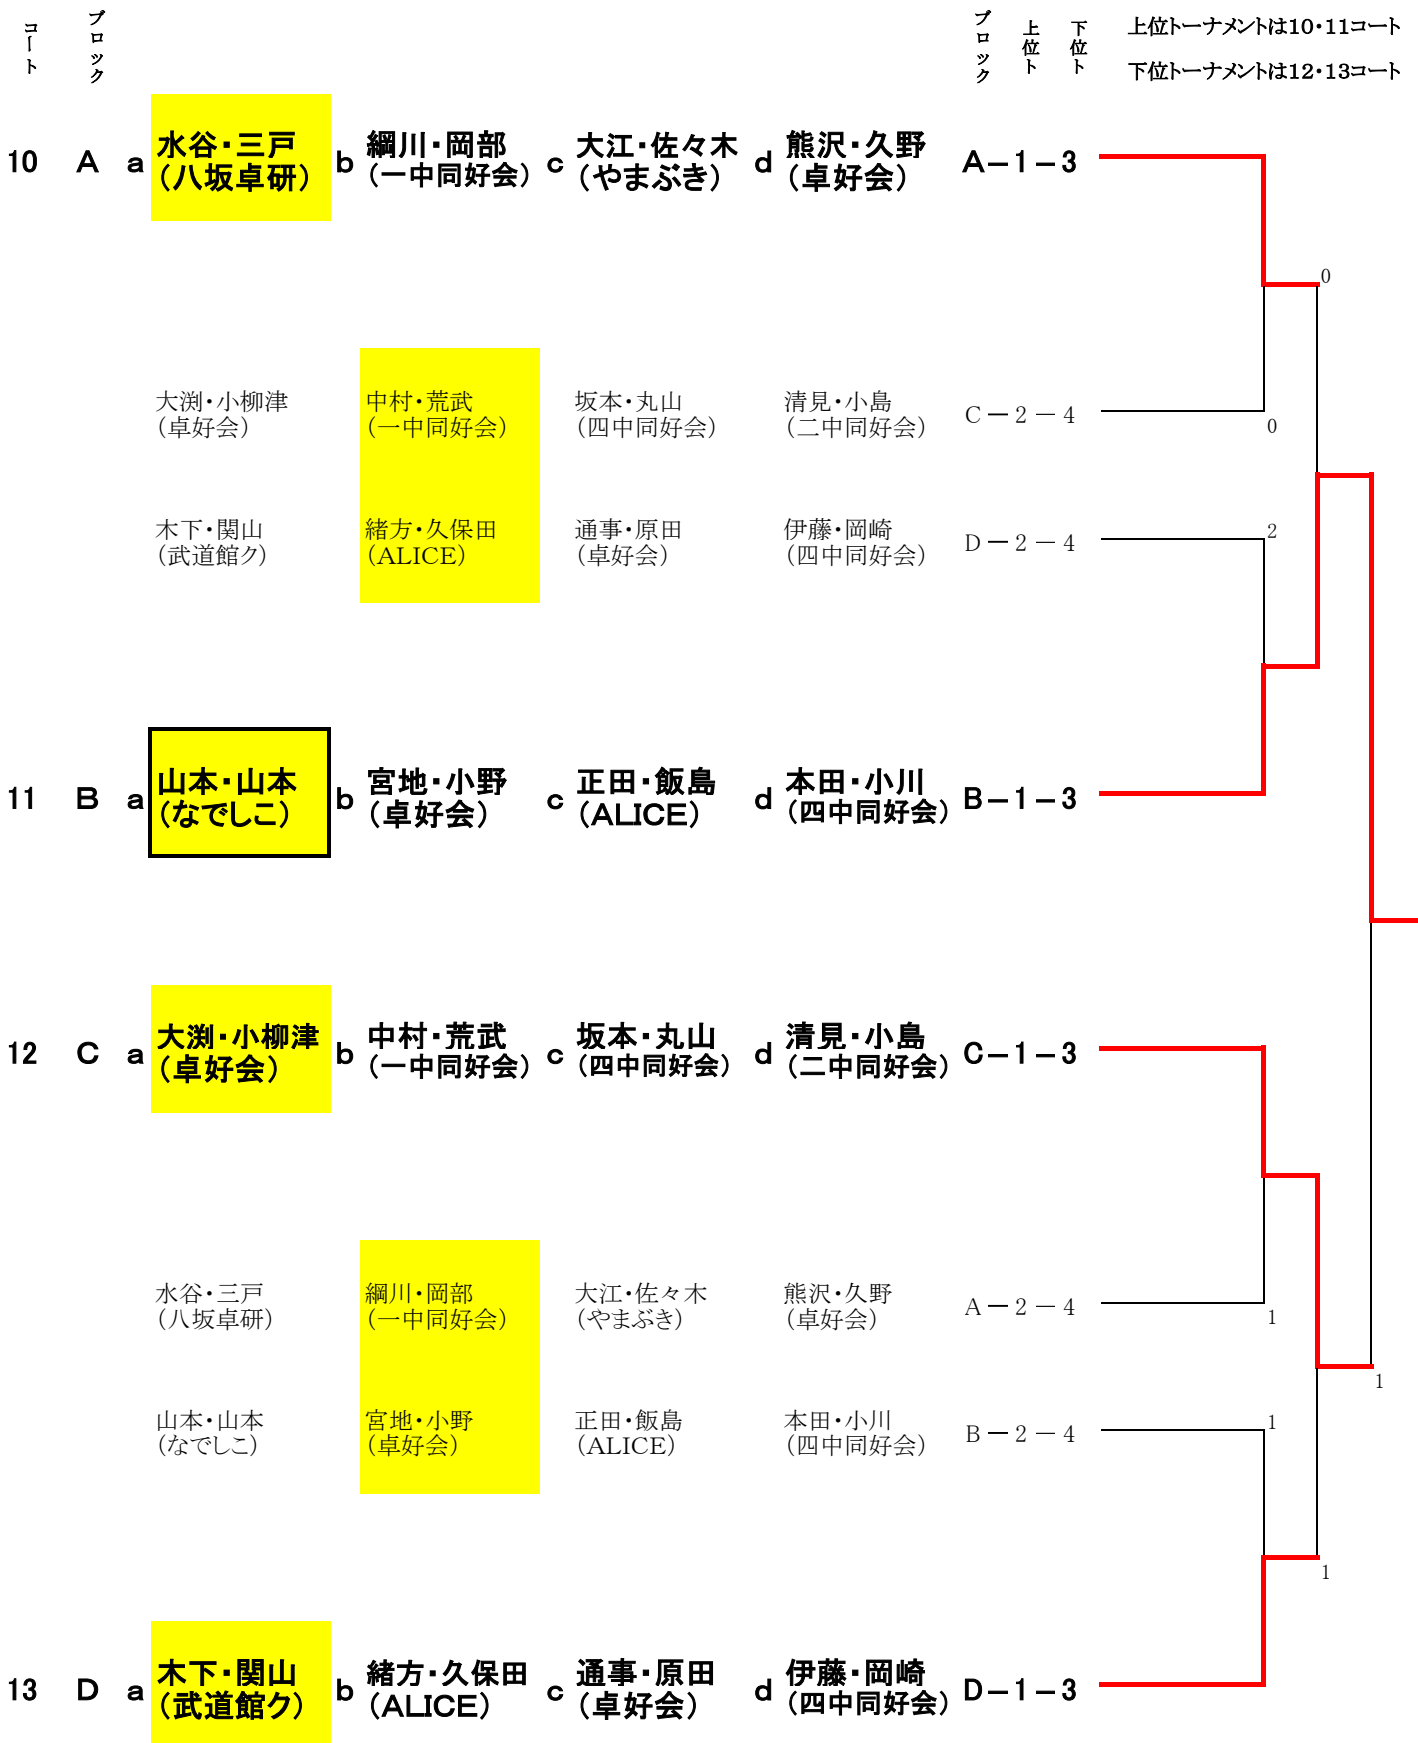 コート ブロック ブロック 上位ト 下位ト 上位トーナメントは10・11コート
下位トーナメントは12・13コート
10 A a 水谷・三戸 b 綱川・岡部 c 大江・佐々木 d 熊沢・久野 A－1－3
（八坂卓研） （一中同好会） （やまぶき） （卓好会）
0
大渕・小柳津 中村・荒武 坂本・丸山 清見・小島 C－2－4
（卓好会） （一中同好会） （四中同好会） （二中同好会） 0
木下・関山 緒方・久保田 通事・原田 伊藤・岡崎 D－2－4 2
（武道館ク） （ALICE） （卓好会） （四中同好会）
11 B a 山本・山本 b 宮地・小野 c 正田・飯島 d 本田・小川 B－1－3
（なでしこ） （卓好会） （ALICE） （四中同好会）
12 C a 大渕・小柳津 b 中村・荒武 c 坂本・丸山 d 清見・小島 C－1－3
（卓好会） （一中同好会） （四中同好会） （二中同好会）
水谷・三戸 綱川・岡部 大江・佐々木 熊沢・久野 A－2－4
（八坂卓研） （一中同好会） （やまぶき） （卓好会） 1
1
山本・山本 宮地・小野 正田・飯島 本田・小川 B－2－4 1
（なでしこ） （卓好会） （ALICE） （四中同好会）
1
13 D a 木下・関山 b 緒方・久保田 c 通事・原田 d 伊藤・岡崎 D－1－3
（武道館ク） （ALICE） （卓好会） （四中同好会）